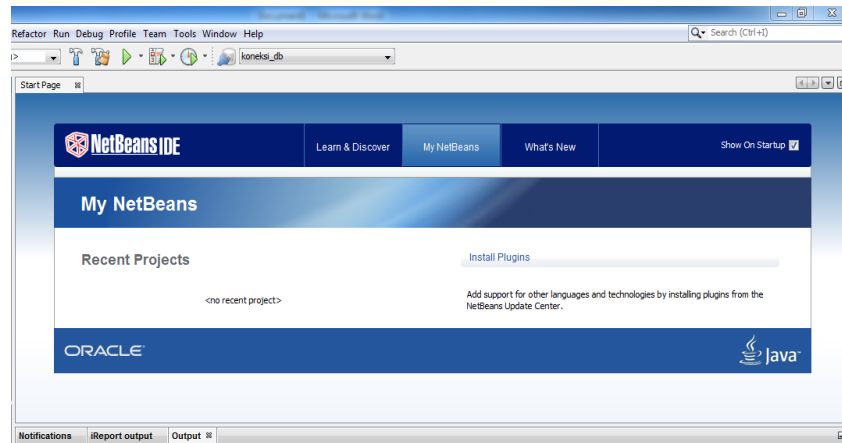 Refactor Run Debug Profile Team Tools Window Help
Search (Ctrl+I)
koneksi_db
Start Page
NetBeans IDE
Learn & Discover
My NetBeans
What's New
Show On Startup
My NetBeans
Recent Projects
Install Plugins
<no recent project>
Add support for other languages and technologies by installing plugins from the
NetBeans Update Center.
ORACLE
Java
Notifications
iReport output
Output